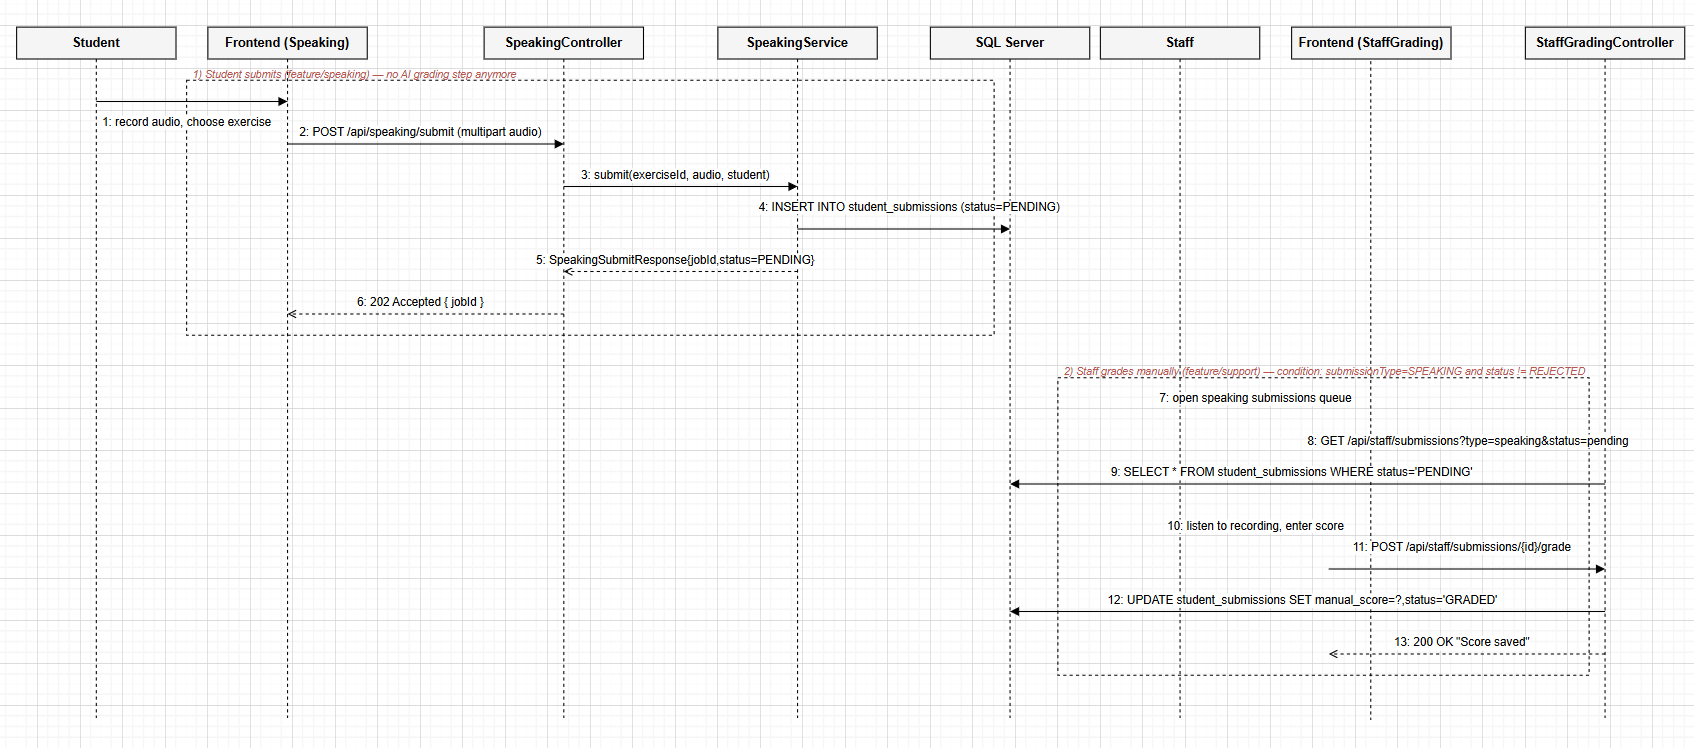 Student
Frontend (Speaking)
SpeakingController
SpeakingService
SQL Server
Staff
Frontend (StaffGrading)
StaffGradingController
1) Student submits (feature/speaking) — no AI grading step anymore
1: record audio, choose exercise
2: POST /api/speaking/submit (multipart audio)
3: submit(exerciseId, audio, student)
4: INSERT INTO student_submissions (status=PENDING)
5: SpeakingSubmitResponse{jobId,status=PENDING}
6: 202 Accepted { jobId }
2) Staff grades manually (feature/support) — condition: submissionType=SPEAKING and status != REJECTED
7: open speaking submissions queue
8: GET /api/staff/submissions?type=speaking&status=pending
9: SELECT * FROM student_submissions WHERE status='PENDING'
10: listen to recording, enter score
11: POST /api/staff/submissions/{id}/grade
12: UPDATE student_submissions SET manual_score=?,status='GRADED'
13: 200 OK "Score saved"